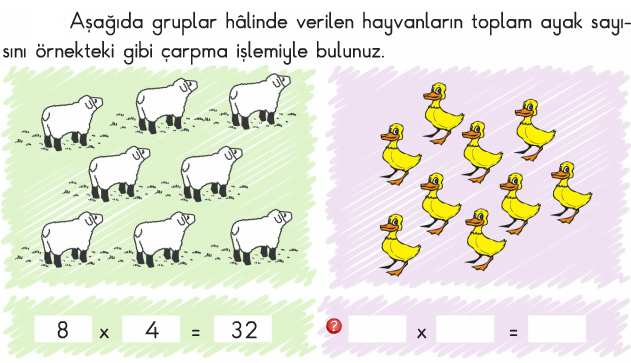 Aşağıda gruplar hâlinde verilen hayvanların toplam ayak sayı-
sını örnekteki gibi çarpma işlemiyle bulunuz.
8 x 4 = 32
? x =